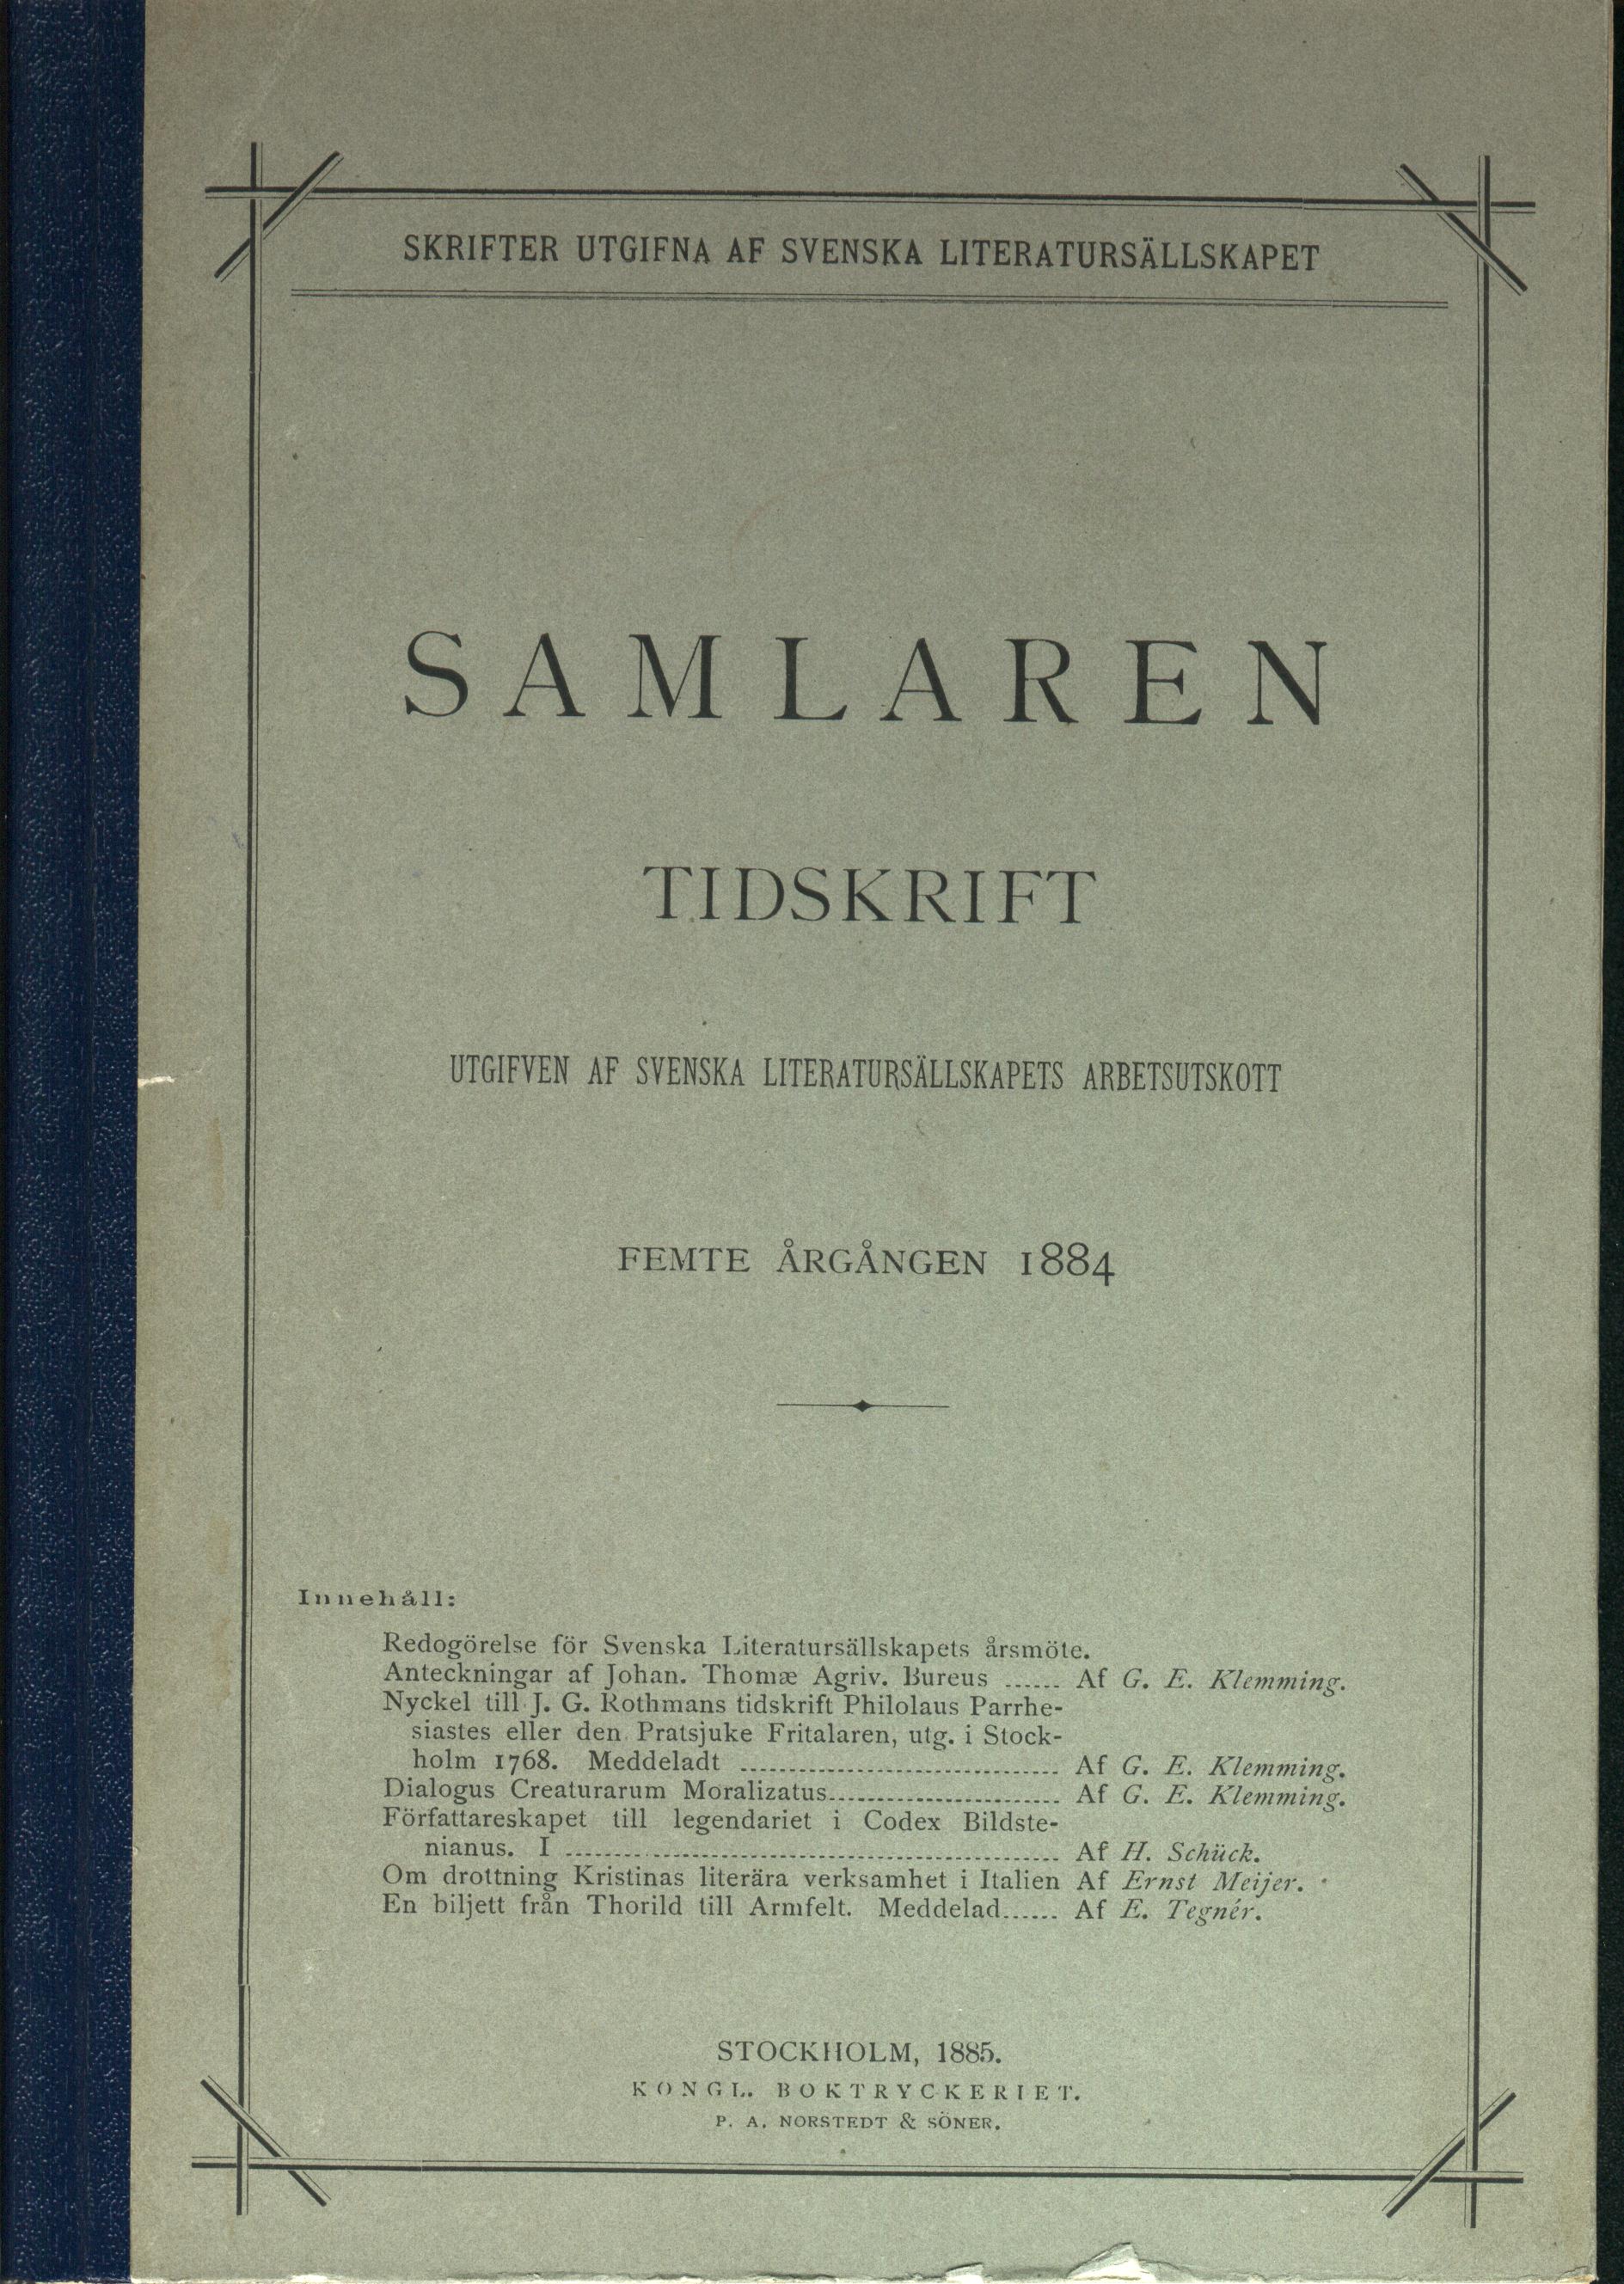 SKRIFTER UTGIFNA AF SVENSKA LITERATURSÄLLSKAPET
SAMLAREN
TIDSKRIFT
UTGIFVEN AF SVENSKA LITERATURSÄLLSKAPETS ARBETSUTSKOTT
FEMTE ÅRGÅNGEN 1884
Innehåll:
Redogörelse för Svenska Literatursällskapets årsmöte.
Anteckningar af Johan. Thomæ Agriv. Bureus ...... Af G. E. Klemming.
Nyckel till J. G. Rothmans tidskrift Philolaus Parrhe-
siastes eller den Pratsjuke Fritalaren, utg. i Stock-
holm 1768. Meddeladt ................................ Af G. E. Klemming.
Dialogus Creaturarum Moralizatus........................ Af G. E. Klemming.
Författareskapet till legendariet i Codex Bildste-
nianus. I .................................................. Af H. Schück.
Om drottning Kristinas literära verksamhet i Italien Af Ernst Meijer.
En biljett från Thorild till Armfelt. Meddelad...... Af E. Tegnér.
STOCKHOLM, 1885.
KONGL. BOKTRYCKERIET.
P. A. NORSTEDT & SÖNER.